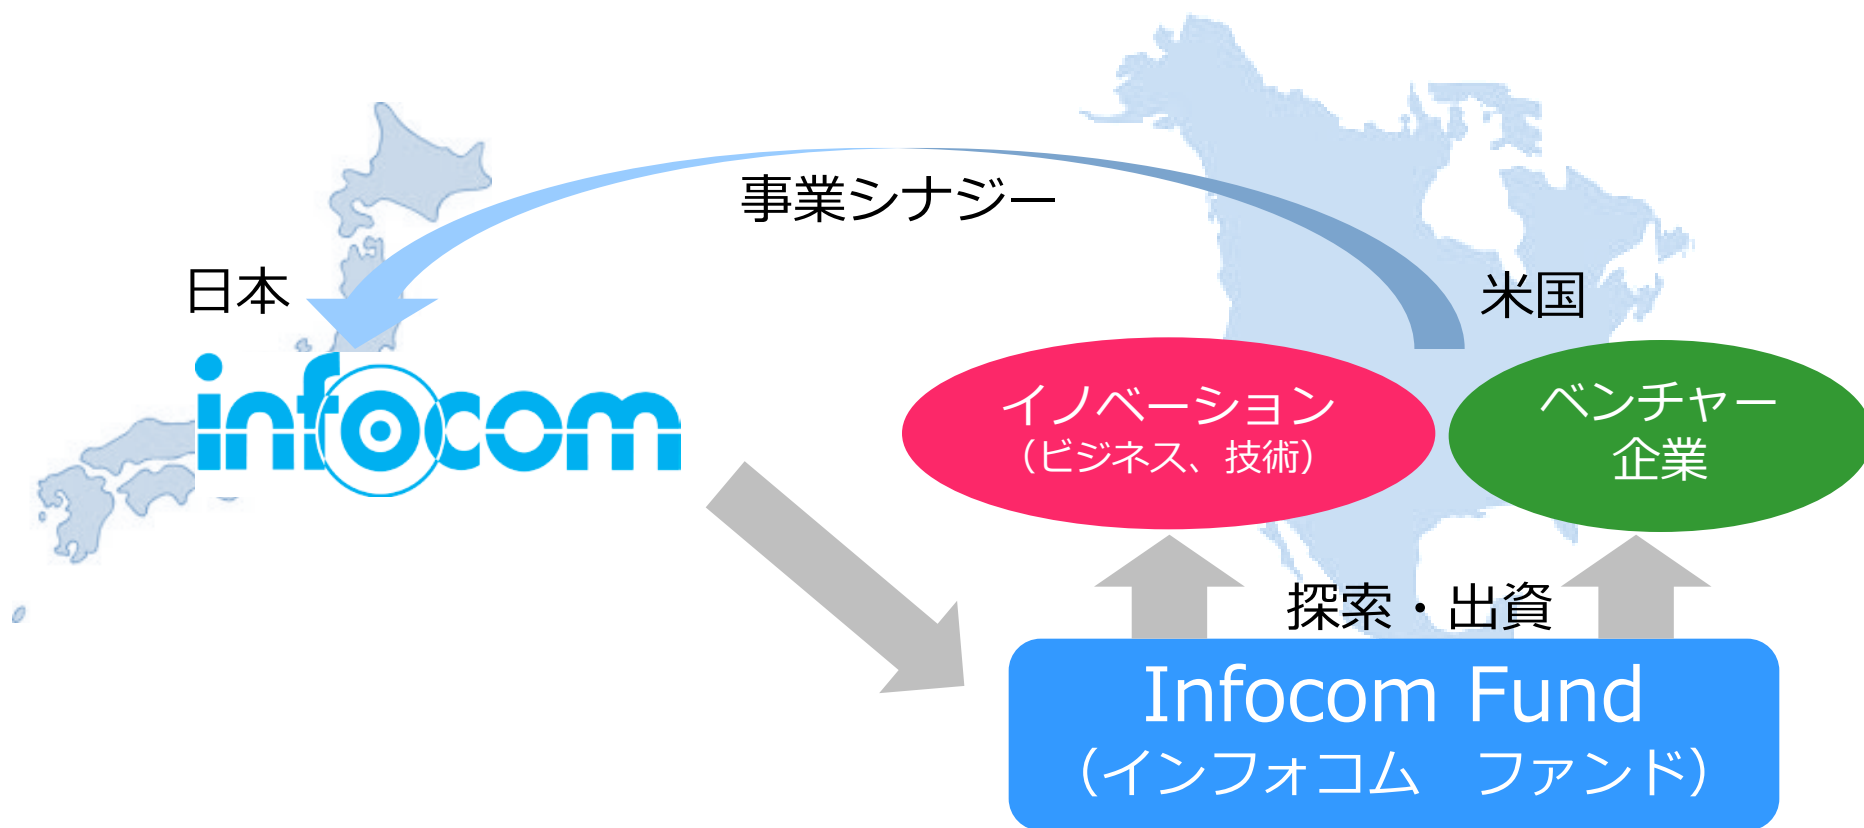 事業シナジー
日本
米国
infocom
イノベーション
（ビジネス、技術）
ベンチャー
企業
探索・出資
Infocom Fund
（インフォコム　ファンド）